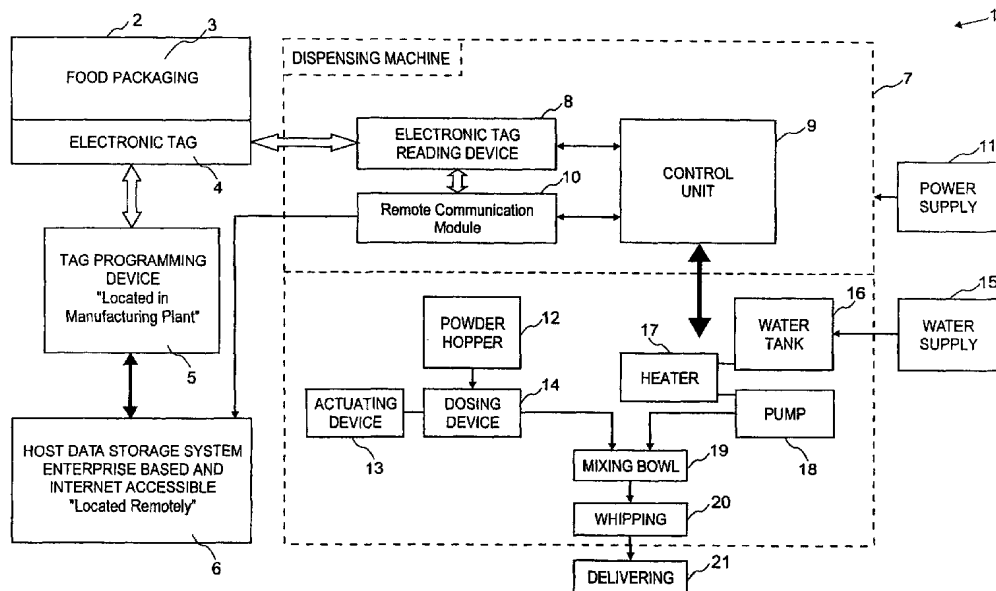 1
2
3
FOOD PACKAGING
ELECTRONIC TAG
4
TAG PROGRAMMING
DEVICE
"Located in
Manufacturing Plant"
5
HOST DATA STORAGE SYSTEM
ENTERPRISE BASED AND
INTERNET ACCESSIBLE
"Located Remotely"
6
DISPENSING MACHINE
7
8
ELECTRONIC TAG
READING DEVICE
10
Remote Communication
Module
9
CONTROL
UNIT
11
POWER
SUPPLY
12
POWDER
HOPPER
ACTUATING
DEVICE
13
14
DOSING
DEVICE
15
WATER
SUPPLY
16
WATER
TANK
17
HEATER
PUMP
18
MIXING BOWL
19
WHIPPING
20
DELIVERING
21